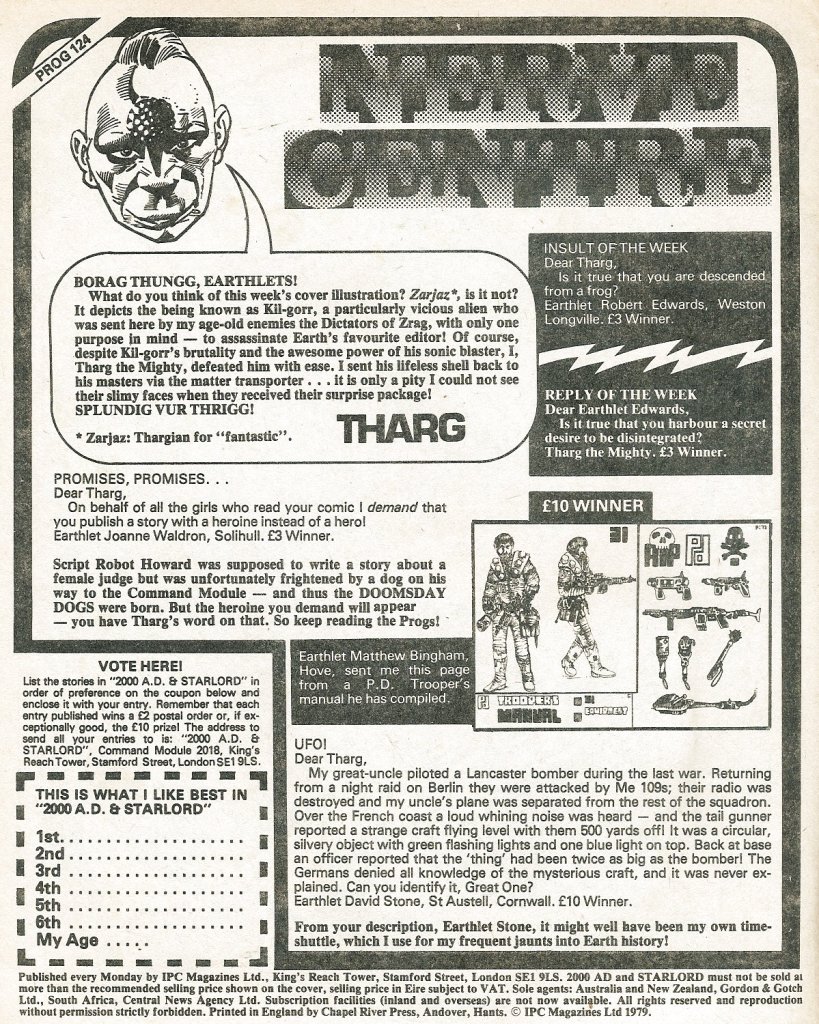 PROG 124
NERVE
CENTRE
BORAG THUNGG, EARTHLETS!
What do you think of this week's cover illustration? Zarjaz*, is it not?
It depicts the being known as Kil-gorr, a particularly vicious alien who
was sent here by my age-old enemies the Dictators of Zrag, with only one
purpose in mind — to assassinate Earth's favourite editor! Of course,
despite Kil-gorr's brutality and the awesome power of his sonic blaster, I,
Tharg the Mighty, defeated him with ease. I sent his lifeless shell back to
his masters via the matter transporter . . . it is only a pity I could not see
their slimy faces when they received their surprise package!
SPLUNDIG VUR THRIGG!
* Zarjaz: Thargian for "fantastic".
THARG
INSULT OF THE WEEK
Dear Tharg,
Is it true that you are descended
from a frog?
Earthlet Robert Edwards, Weston
Longville. £3 Winner.
REPLY OF THE WEEK
Dear Earthlet Edwards,
Is it true that you harbour a secret
desire to be disintegrated?
Tharg the Mighty. £3 Winner.
PROMISES, PROMISES. . .
Dear Tharg,
On behalf of all the girls who read your comic I demand that
you publish a story with a heroine instead of a hero!
Earthlet Joanne Waldron, Solihull. £3 Winner.
Script Robot Howard was supposed to write a story about a
female judge but was unfortunately frightened by a dog on his
way to the Command Module — and thus the DOOMSDAY
DOGS were born. But the heroine you demand will appear
— you have Tharg's word on that. So keep reading the Progs!
£10 WINNER
31
PD
PD TROOPER'S
MANUAL
31
EQUIPMENT
Earthlet Matthew Bingham,
Hove, sent me this page
from a P.D. Trooper's
manual he has compiled.
VOTE HERE!
List the stories in "2000 A.D. & STARLORD" in
order of preference on the coupon below and
enclose it with your entry. Remember that each
entry published wins a £2 postal order or, if ex-
ceptionally good, the £10 prize! The address to
send all your entries to is: "2000 A.D. &
STARLORD", Command Module 2018, King's
Reach Tower, Stamford Street, London SE1 9LS.
THIS IS WHAT I LIKE BEST IN
"2000 A.D. & STARLORD"
1st. . . . . . . . . . . . . . . . . . .
2nd . . . . . . . . . . . . . . . . . . .
3rd . . . . . . . . . . . . . . . . . . .
4th . . . . . . . . . . . . . . . . . . .
5th . . . . . . . . . . . . . . . . . . .
6th . . . . . . . . . . . . . . . . . . .
My Age . . . . .
UFO!
Dear Tharg,
My great-uncle piloted a Lancaster bomber during the last war. Returning
from a night raid on Berlin they were attacked by Me 109s; their radio was
destroyed and my uncle's plane was separated from the rest of the squadron.
Over the French coast a loud whining noise was heard — and the tail gunner
reported a strange craft flying level with them 500 yards off! It was a circular,
silvery object with green flashing lights and one blue light on top. Back at base
an officer reported that the 'thing' had been twice as big as the bomber! The
Germans denied all knowledge of the mysterious craft, and it was never ex-
plained. Can you identify it, Great One?
Earthlet David Stone, St Austell, Cornwall. £10 Winner.
From your description, Earthlet Stone, it might well have been my own time-
shuttle, which I use for my frequent jaunts into Earth history!
Published every Monday by IPC Magazines Ltd., King's Reach Tower, Stamford Street, London SE1 9LS. 2000 AD and STARLORD must not be sold at
more than the recommended selling price shown on the cover, selling price in Eire subject to VAT. Sole agents: Australia and New Zealand, Gordon & Gotch
Ltd., South Africa, Central News Agency Ltd. Subscription facilities (inland and overseas) are not now available. All rights reserved and reproduction
without permission strictly forbidden. Printed in England by Chapel River Press, Andover, Hants. © IPC Magazines Ltd 1979.